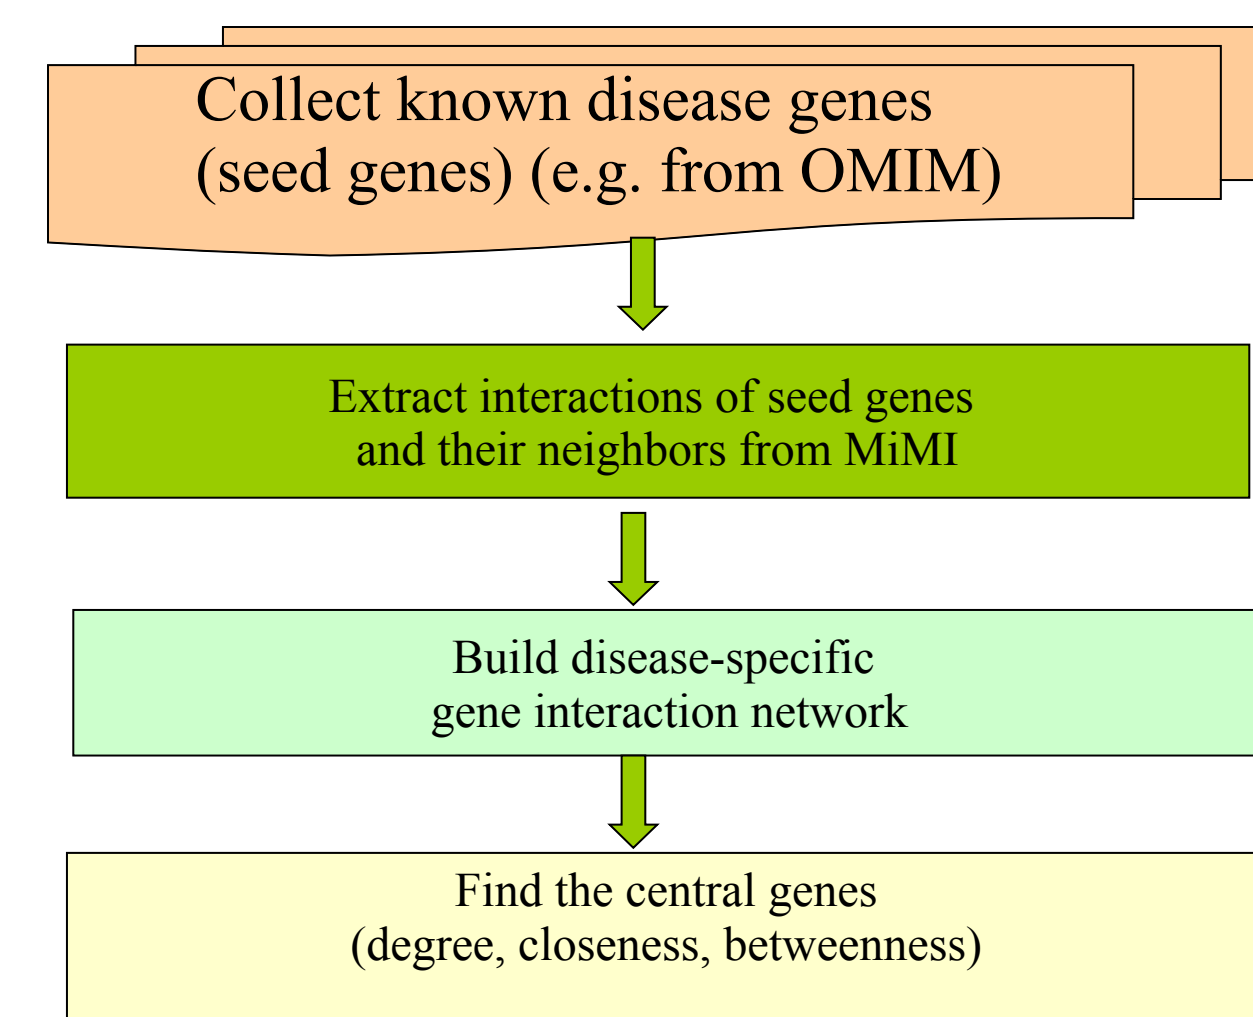 Collect known disease genes
(seed genes) (e.g. from OMIM)
Extract interactions of seed genes
and their neighbors from MiMI
Build disease-specific
gene interaction network
Find the central genes
(degree, closeness, betweenness)